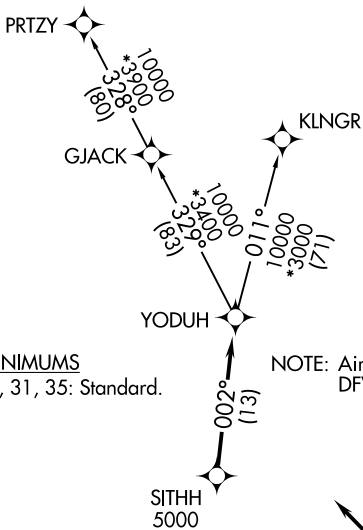 PRTZY
10000
*3900
328°
(80)
GJACK
KLNGR
10000
*3400
329°
(83)
011°
10000
*3000
(71)
YODUH
NIMUMS
, 31, 35: Standard.
NOTE: Air
DF
002°
(13)
SITHH
5000